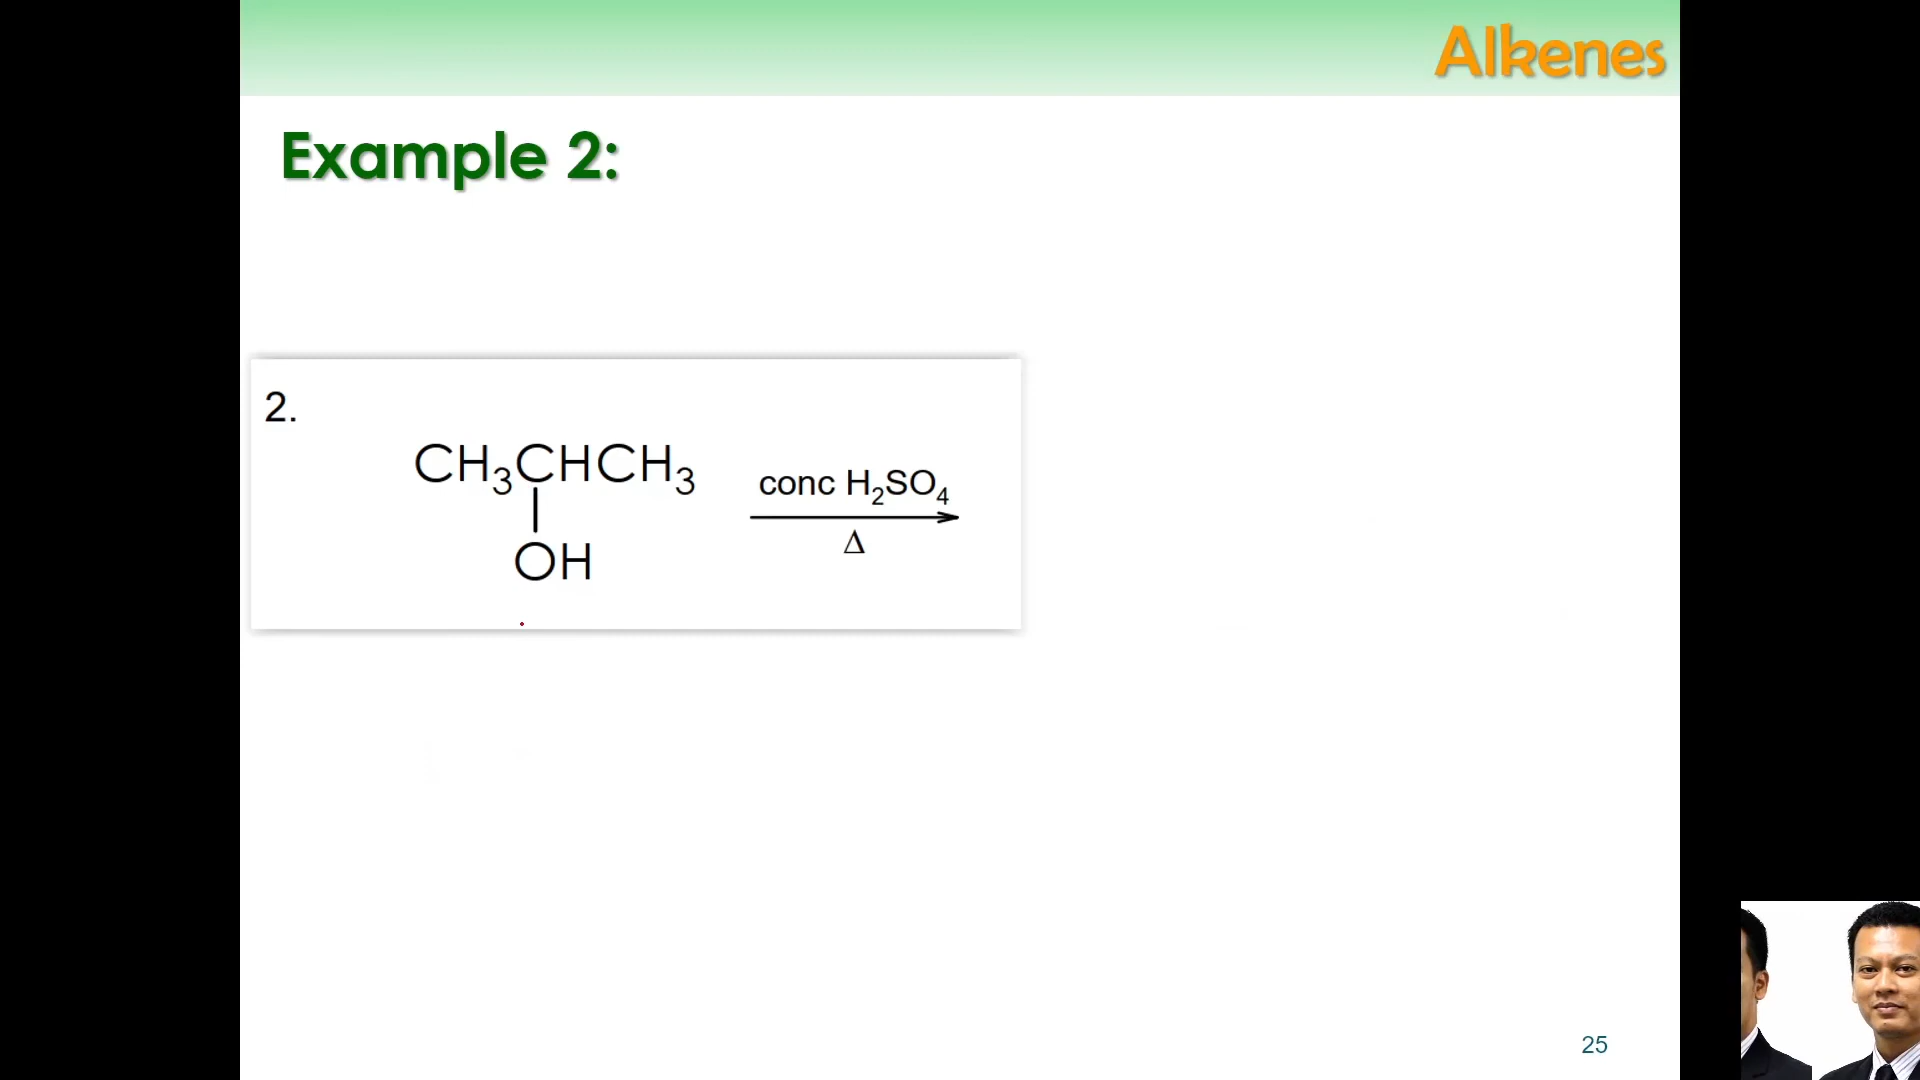 Alkenes
Example 2:
2.
CH₃CHCH₃
OH
conc H₂SO₄
Δ
25